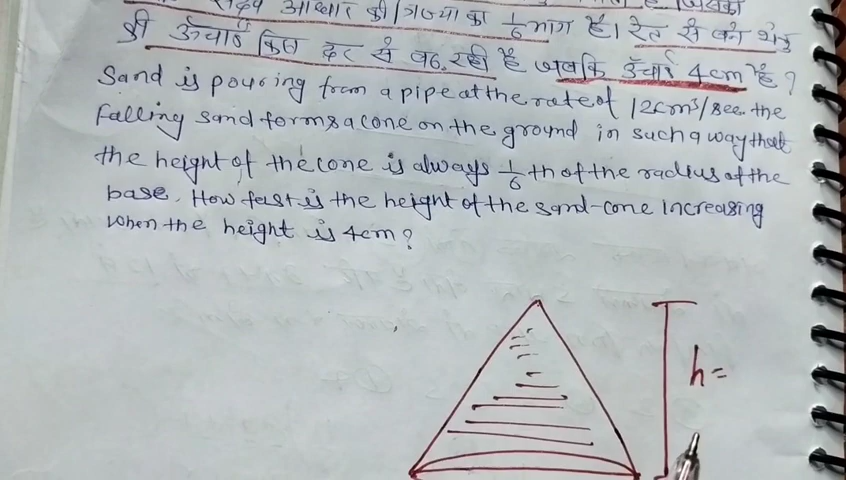 सदैव आधार की त्रिज्या का 1/6 भाग है। रेत से बने शंकु
की ऊँचाई किस दर से बढ़ रही है जबकि ऊँचाई 4cm है?
Sand is pouring from a pipe at the rate of 12cm³/sec. the
falling sand forms a cone on the ground in such a way that
the height of the cone is always 1/6 th of the radius of the
base. How fast is the height of the sand-cone increasing
when the height is 4cm?
h=